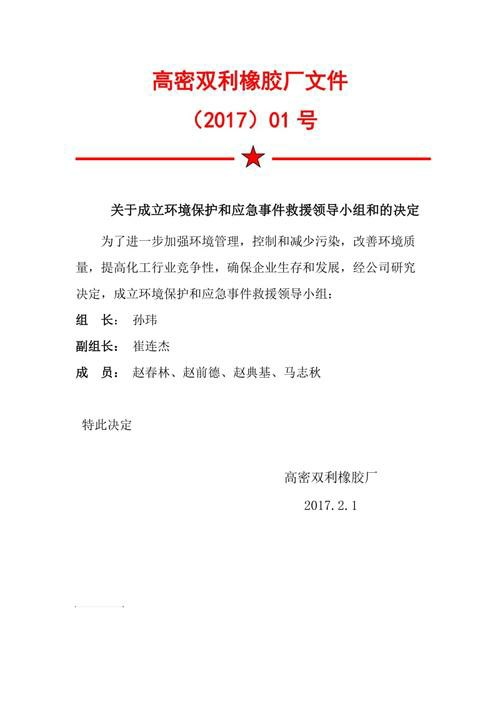 高密双利橡胶厂文件
（2017）01 号
关于成立环境保护和应急事件救援领导小组和的决定
为了进一步加强环境管理，控制和减少污染，改善环境质
量，提高化工行业竞争性，确保企业生存和发展，经公司研究
决定，成立环境保护和应急事件救援领导小组：
组　长： 孙玮
副组长： 崔连杰
成　员： 赵春林、赵前德、赵典基、马志秋
特此决定
高密双利橡胶厂
2017.2.1